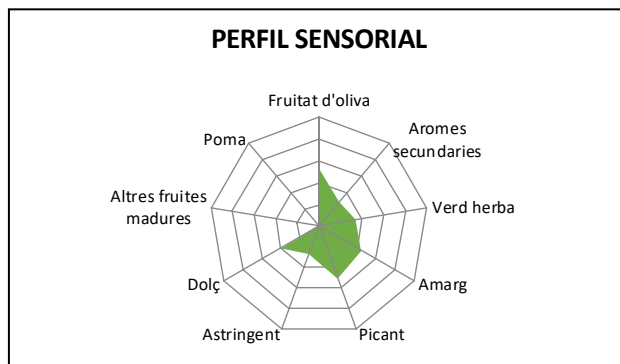 PERFIL SENSORIAL
Fruitat d'oliva
Aromes
secundaries
Verd herba
Amarg
Picant
Astringent
Dolç
Altres fruites
madures
Poma